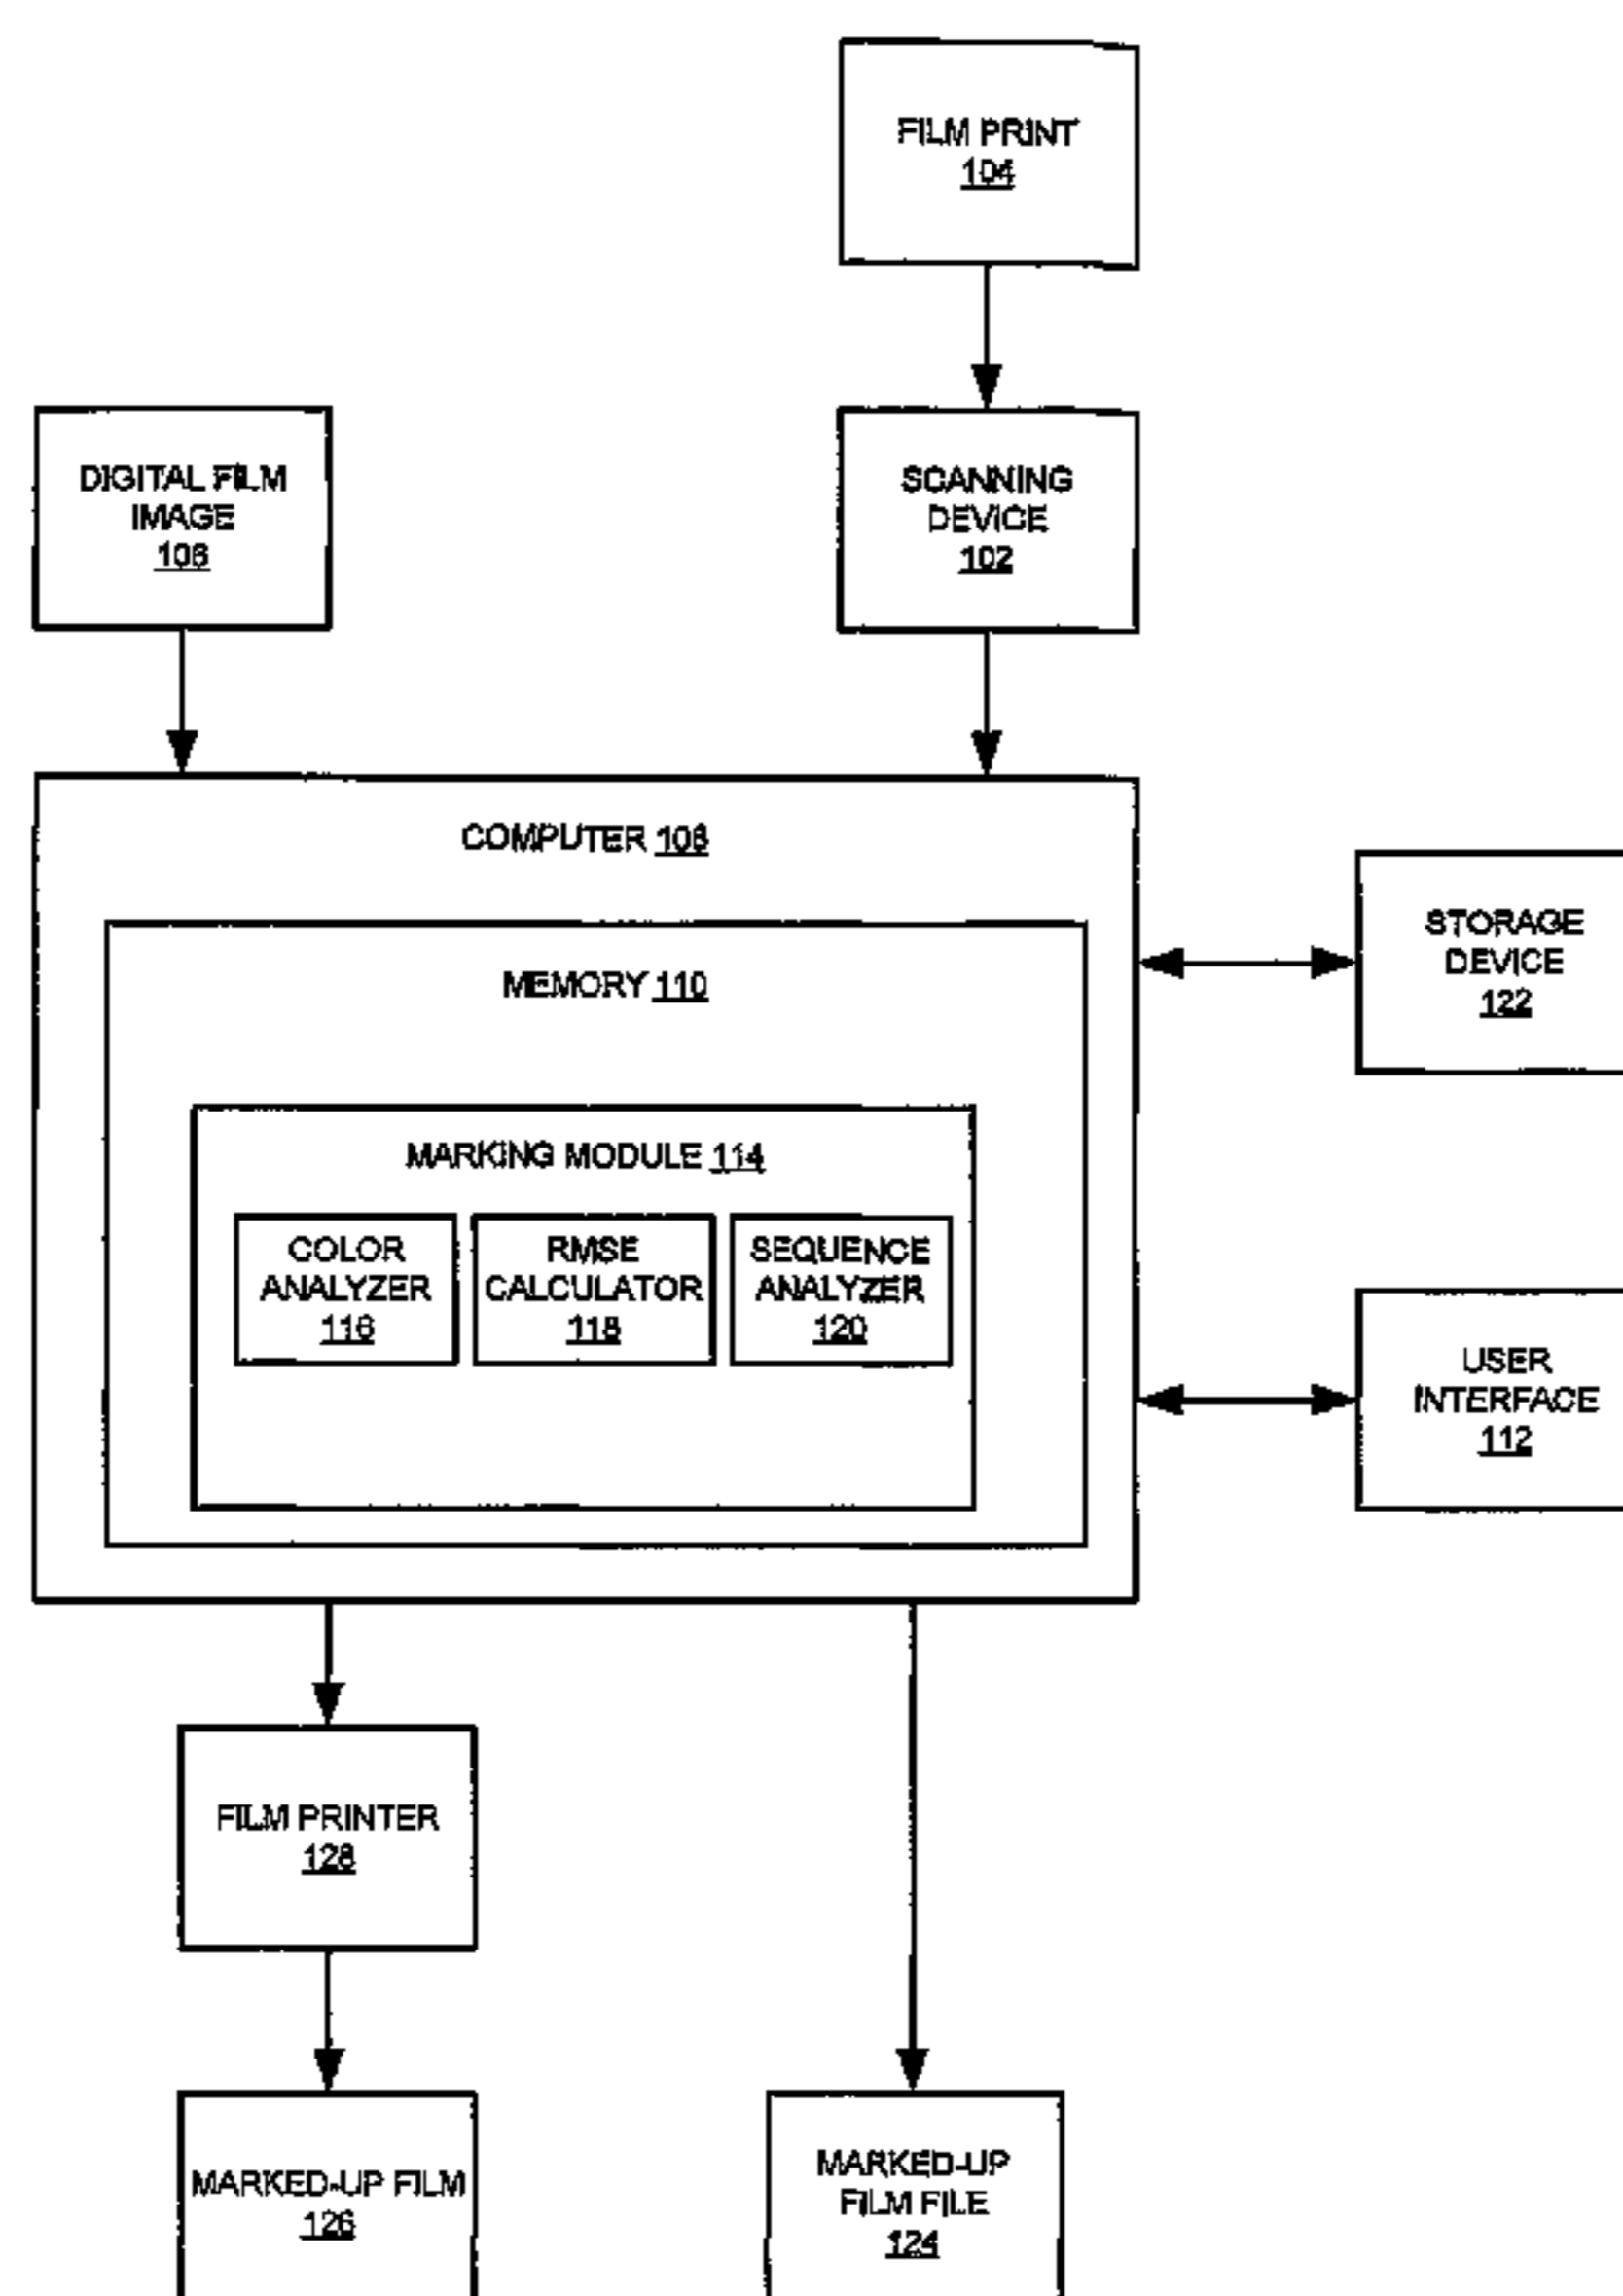 FILM PRINT
104
DIGITAL FILM
IMAGE
106
SCANNING
DEVICE
102
COMPUTER 108
STORAGE
DEVICE
122
MEMORY 110
MARKING MODULE 114
COLOR
ANALYZER
116
RMSE
CALCULATOR
118
SEQUENCE
ANALYZER
120
USER
INTERFACE
112
FILM PRINTER
128
MARKED-UP FILM
126
MARKED-UP
FILM FILE
124